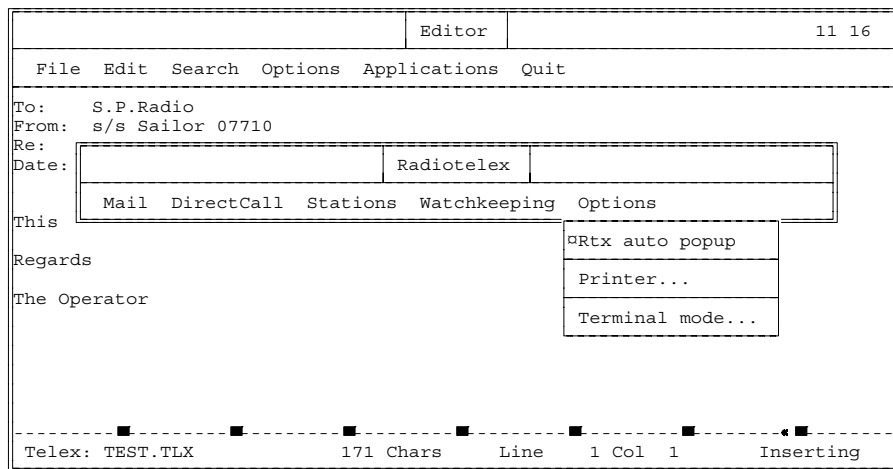 Editor 11 16
File Edit Search Options Applications Quit
To: S.P.Radio
From: s/s Sailor 07710
Re:
Date:
Radiotelex
Mail DirectCall Stations Watchkeeping Options
This
¤Rtx auto popup
Regards
Printer...
The Operator
Terminal mode...
Telex: TEST.TLX 171 Chars Line 1 Col 1 Inserting